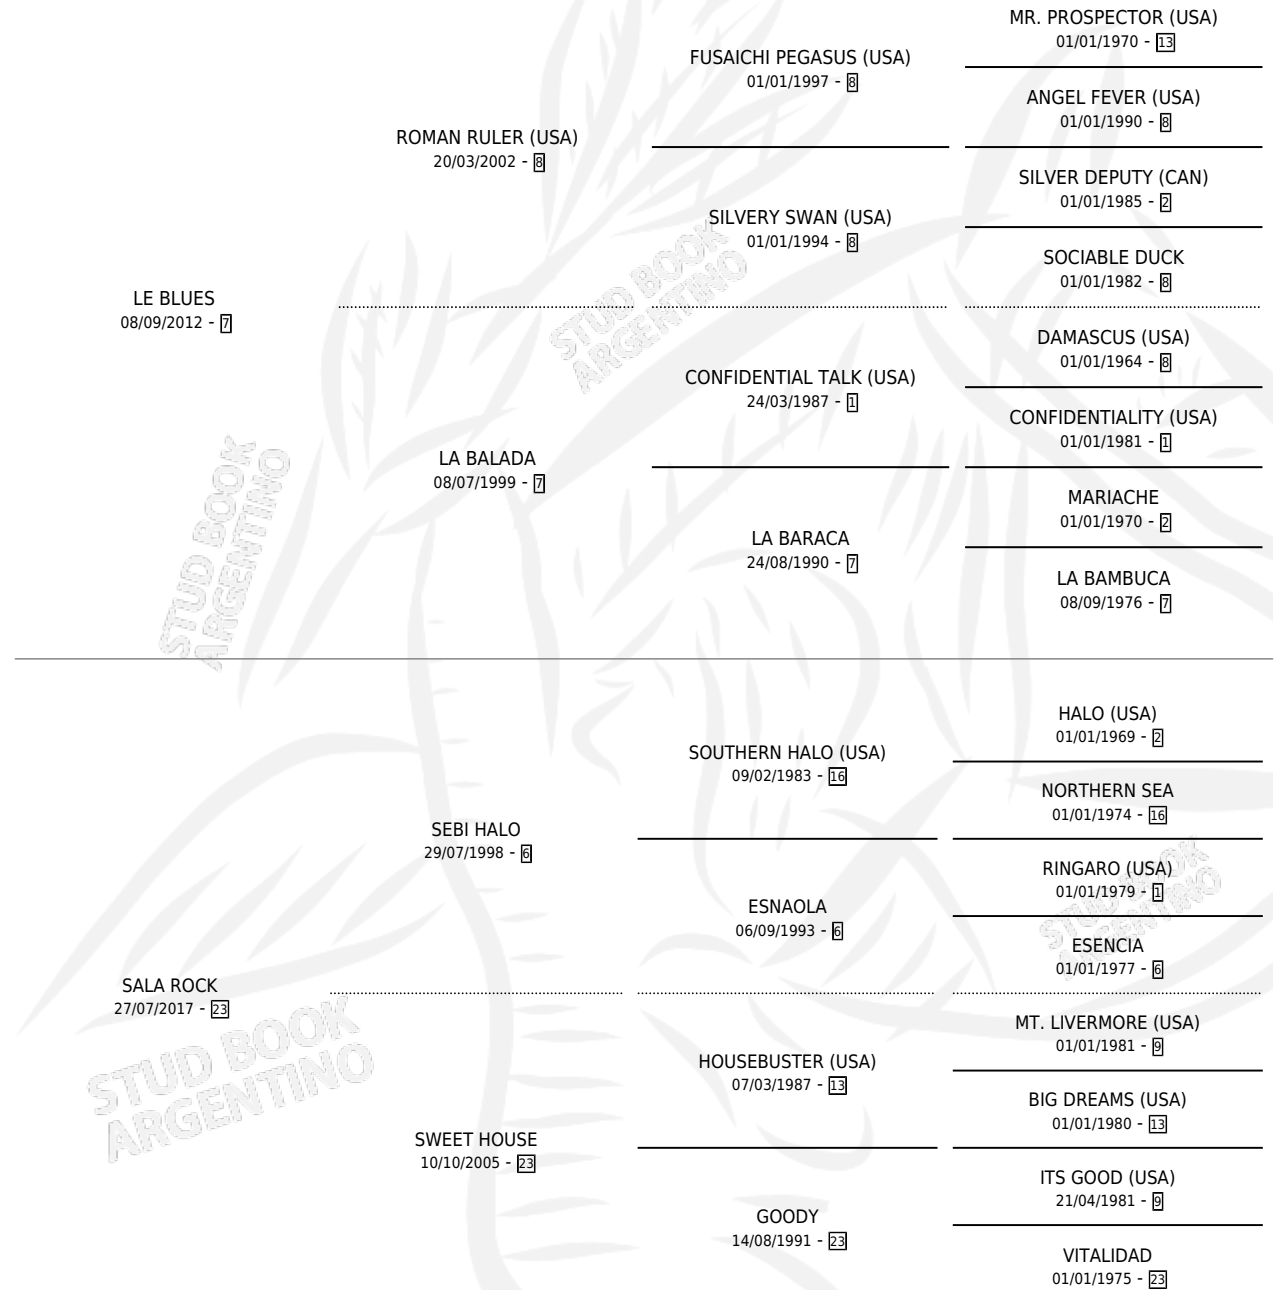 MR. PROSPECTOR (USA)
01/01/1970 - 13
FUSAICHI PEGASUS (USA)
01/01/1997 - 8
ANGEL FEVER (USA)
01/01/1990 - 8
ROMAN RULER (USA)
20/03/2002 - 8
SILVER DEPUTY (CAN)
01/01/1985 - 2
SILVERY SWAN (USA)
01/01/1994 - 8
SOCIABLE DUCK
01/01/1982 - 8
LE BLUES
08/09/2012 - 7
DAMASCUS (USA)
01/01/1964 - 8
CONFIDENTIAL TALK (USA)
24/03/1987 - 1
CONFIDENTIALITY (USA)
01/01/1981 - 1
LA BALADA
08/07/1999 - 7
MARIACHE
01/01/1970 - 2
LA BARACA
24/08/1990 - 7
LA BAMBUCA
08/09/1976 - 7
STUD BOOK
ARGENTINO
STUD BOOK
ARGENTINO
HALO (USA)
01/01/1969 - 2
SOUTHERN HALO (USA)
09/02/1983 - 16
NORTHERN SEA
01/01/1974 - 16
SEBI HALO
29/07/1998 - 6
RINGARO (USA)
01/01/1979 - 1
ESNAOLA
06/09/1993 - 6
ESENCIA
01/01/1977 - 6
SALA ROCK
27/07/2017 - 23
MT. LIVERMORE (USA)
01/01/1981 - 9
HOUSEBUSTER (USA)
07/03/1987 - 13
BIG DREAMS (USA)
01/01/1980 - 13
SWEET HOUSE
10/10/2005 - 23
ITS GOOD (USA)
21/04/1981 - 9
GOODY
14/08/1991 - 23
VITALIDAD
01/01/1975 - 23
STUD BOOK
ARGENTINO
STUD BOOK
ARGENTINO